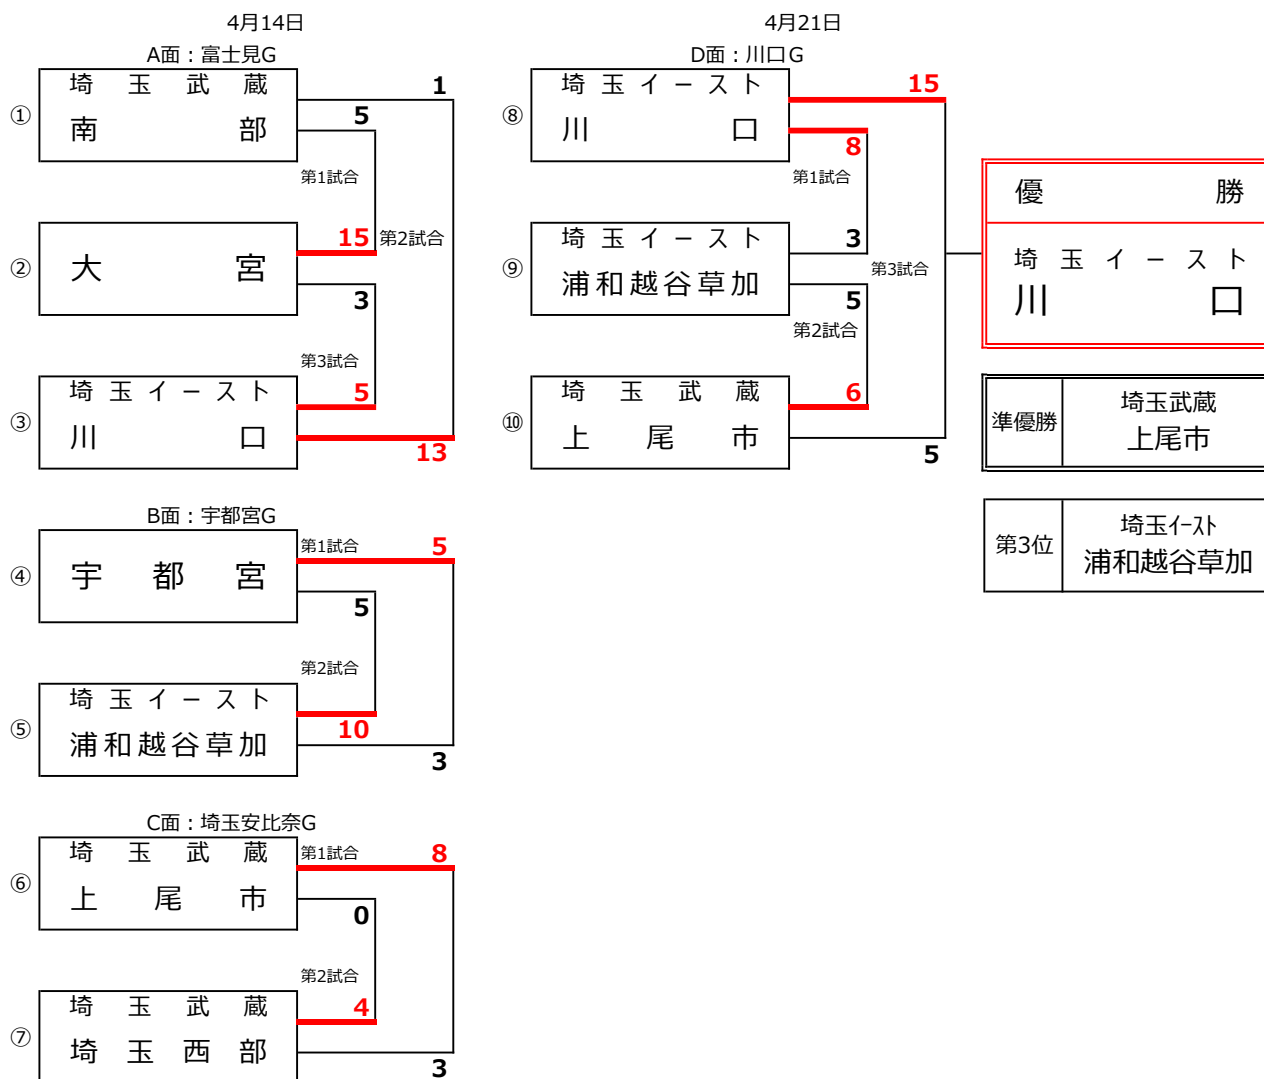 4月14日
A面：富士見G
①
埼玉武蔵
南部
1
5
第1試合
②
大宮
15
第2試合
3
第3試合
③
埼玉イースト
川口
5
13
B面：宇都宮G
④
宇都宮
第1試合
5
5
第2試合
⑤
埼玉イースト
浦和越谷草加
10
3
C面：埼玉安比奈G
⑥
埼玉武蔵
上尾市
第1試合
8
0
第2試合
⑦
埼玉武蔵
埼玉西部
4
3
4月21日
D面：川口G
⑧
埼玉イースト
川口
15
8
第1試合
⑨
埼玉イースト
浦和越谷草加
3
第3試合
5
第2試合
⑩
埼玉武蔵
上尾市
6
5
優勝
埼玉イースト
川口
準優勝
埼玉武蔵
上尾市
第3位
埼玉ｲｰｽﾄ
浦和越谷草加